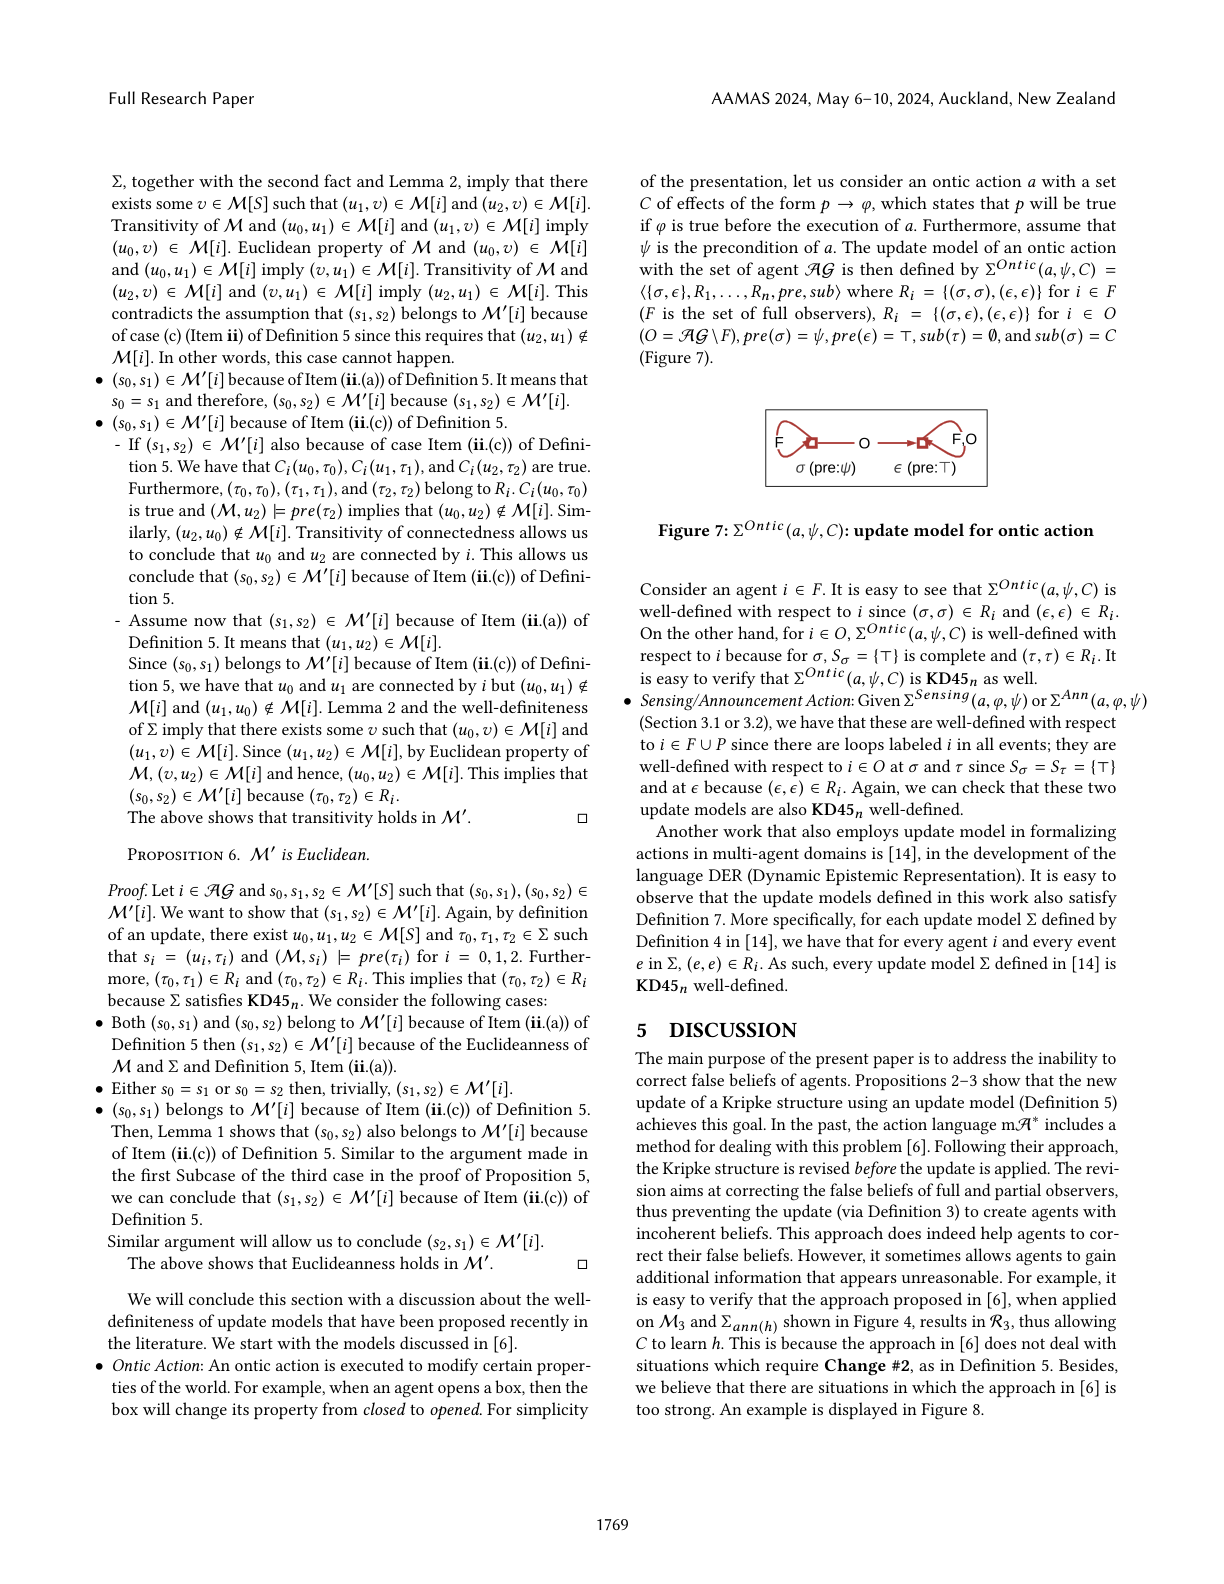 Full Research Paper
AAMAS 2024, May 6–10, 2024, Auckland, New Zealand
Σ, together with the second fact and Lemma 2, imply that there
exists some v ∈ M[S] such that (u₁, v) ∈ M[i] and (u₂, v) ∈ M[i].
Transitivity of M and (u₀, u₁) ∈ M[i] and (u₁, v) ∈ M[i] imply
(u₀, v) ∈ M[i]. Euclidean property of M and (u₀, v) ∈ M[i]
and (u₀, u₁) ∈ M[i] imply (v, u₁) ∈ M[i]. Transitivity of M and
(u₂, v) ∈ M[i] and (v, u₁) ∈ M[i] imply (u₂, u₁) ∈ M[i]. This
contradicts the assumption that (s₁, s₂) belongs to M′[i] because
of case (c) (Item ii) of Definition 5 since this requires that (u₂, u₁) ∉
M[i]. In other words, this case cannot happen.
• (s₀, s₁) ∈ M′[i] because of Item (ii.(a)) of Definition 5. It means that
s₀ = s₁ and therefore, (s₀, s₂) ∈ M′[i] because (s₁, s₂) ∈ M′[i].
• (s₀, s₁) ∈ M′[i] because of Item (ii.(c)) of Definition 5.
- If (s₁, s₂) ∈ M′[i] also because of case Item (ii.(c)) of Defini-
tion 5. We have that Cᵢ(u₀, τ₀), Cᵢ(u₁, τ₁), and Cᵢ(u₂, τ₂) are true.
Furthermore, (τ₀, τ₀), (τ₁, τ₁), and (τ₂, τ₂) belong to Rᵢ. Cᵢ(u₀, τ₀)
is true and (M, u₂) ⊨ pre(τ₂) implies that (u₀, u₂) ∉ M[i]. Sim-
ilarly, (u₂, u₀) ∉ M[i]. Transitivity of connectedness allows us
to conclude that u₀ and u₂ are connected by i. This allows us
conclude that (s₀, s₂) ∈ M′[i] because of Item (ii.(c)) of Defini-
tion 5.
- Assume now that (s₁, s₂) ∈ M′[i] because of Item (ii.(a)) of
Definition 5. It means that (u₁, u₂) ∈ M[i].
Since (s₀, s₁) belongs to M′[i] because of Item (ii.(c)) of Defini-
tion 5, we have that u₀ and u₁ are connected by i but (u₀, u₁) ∉
M[i] and (u₁, u₀) ∉ M[i]. Lemma 2 and the well-definiteness
of Σ imply that there exists some v such that (u₀, v) ∈ M[i] and
(u₁, v) ∈ M[i]. Since (u₁, u₂) ∈ M[i], by Euclidean property of
M, (v, u₂) ∈ M[i] and hence, (u₀, u₂) ∈ M[i]. This implies that
(s₀, s₂) ∈ M′[i] because (τ₀, τ₂) ∈ Rᵢ.
The above shows that transitivity holds in M′. □
Proposition 6. M′ is Euclidean.
Proof. Let i ∈ AG and s₀, s₁, s₂ ∈ M′[S] such that (s₀, s₁), (s₀, s₂) ∈
M′[i]. We want to show that (s₁, s₂) ∈ M′[i]. Again, by definition
of an update, there exist u₀, u₁, u₂ ∈ M[S] and τ₀, τ₁, τ₂ ∈ Σ such
that sᵢ = (uᵢ, τᵢ) and (M, sᵢ) ⊨ pre(τᵢ) for i = 0, 1, 2. Further-
more, (τ₀, τ₁) ∈ Rᵢ and (τ₀, τ₂) ∈ Rᵢ. This implies that (τ₀, τ₂) ∈ Rᵢ
because Σ satisfies KD45ₙ. We consider the following cases:
• Both (s₀, s₁) and (s₀, s₂) belong to M′[i] because of Item (ii.(a)) of
Definition 5 then (s₁, s₂) ∈ M′[i] because of the Euclideanness of
M and Σ and Definition 5, Item (ii.(a)).
• Either s₀ = s₁ or s₀ = s₂ then, trivially, (s₁, s₂) ∈ M′[i].
• (s₀, s₁) belongs to M′[i] because of Item (ii.(c)) of Definition 5.
Then, Lemma 1 shows that (s₀, s₂) also belongs to M′[i] because
of Item (ii.(c)) of Definition 5. Similar to the argument made in
the first Subcase of the third case in the proof of Proposition 5,
we can conclude that (s₁, s₂) ∈ M′[i] because of Item (ii.(c)) of
Definition 5.
Similar argument will allow us to conclude (s₂, s₁) ∈ M′[i].
The above shows that Euclideanness holds in M′. □
We will conclude this section with a discussion about the well-
definiteness of update models that have been proposed recently in
the literature. We start with the models discussed in [6].
• Ontic Action: An ontic action is executed to modify certain proper-
ties of the world. For example, when an agent opens a box, then the
box will change its property from closed to opened. For simplicity
of the presentation, let us consider an ontic action a with a set
C of effects of the form p → φ, which states that p will be true
if φ is true before the execution of a. Furthermore, assume that
ψ is the precondition of a. The update model of an ontic action
with the set of agent AG is then defined by Σ^Ontic(a, ψ, C) =
⟨{σ, ϵ}, R₁, . . . , Rₙ, pre, sub⟩ where Rᵢ = {(σ, σ), (ϵ, ϵ)} for i ∈ F
(F is the set of full observers), Rᵢ = {(σ, ϵ), (ϵ, ϵ)} for i ∈ O
(O = AG \ F), pre(σ) = ψ, pre(ϵ) = ⊤, sub(τ) = ∅, and sub(σ) = C
(Figure 7).
F O F,O
σ (pre:ψ) ϵ (pre:⊤)
Figure 7: Σ^Ontic(a, ψ, C): update model for ontic action
Consider an agent i ∈ F. It is easy to see that Σ^Ontic(a, ψ, C) is
well-defined with respect to i since (σ, σ) ∈ Rᵢ and (ϵ, ϵ) ∈ Rᵢ.
On the other hand, for i ∈ O, Σ^Ontic(a, ψ, C) is well-defined with
respect to i because for σ, S_σ = {⊤} is complete and (τ, τ) ∈ Rᵢ. It
is easy to verify that Σ^Ontic(a, ψ, C) is KD45ₙ as well.
• Sensing/Announcement Action: Given Σ^Sensing(a, φ, ψ) or Σ^Ann(a, φ, ψ)
(Section 3.1 or 3.2), we have that these are well-defined with respect
to i ∈ F ∪ P since there are loops labeled i in all events; they are
well-defined with respect to i ∈ O at σ and τ since S_σ = S_τ = {⊤}
and at ϵ because (ϵ, ϵ) ∈ Rᵢ. Again, we can check that these two
update models are also KD45ₙ well-defined.
Another work that also employs update model in formalizing
actions in multi-agent domains is [14], in the development of the
language DER (Dynamic Epistemic Representation). It is easy to
observe that the update models defined in this work also satisfy
Definition 7. More specifically, for each update model Σ defined by
Definition 4 in [14], we have that for every agent i and every event
e in Σ, (e, e) ∈ Rᵢ. As such, every update model Σ defined in [14] is
KD45ₙ well-defined.
5 DISCUSSION
The main purpose of the present paper is to address the inability to
correct false beliefs of agents. Propositions 2–3 show that the new
update of a Kripke structure using an update model (Definition 5)
achieves this goal. In the past, the action language mA* includes a
method for dealing with this problem [6]. Following their approach,
the Kripke structure is revised before the update is applied. The revi-
sion aims at correcting the false beliefs of full and partial observers,
thus preventing the update (via Definition 3) to create agents with
incoherent beliefs. This approach does indeed help agents to cor-
rect their false beliefs. However, it sometimes allows agents to gain
additional information that appears unreasonable. For example, it
is easy to verify that the approach proposed in [6], when applied
on M₃ and Σ_ann(h) shown in Figure 4, results in R₃, thus allowing
C to learn h. This is because the approach in [6] does not deal with
situations which require Change #2, as in Definition 5. Besides,
we believe that there are situations in which the approach in [6] is
too strong. An example is displayed in Figure 8.
1769